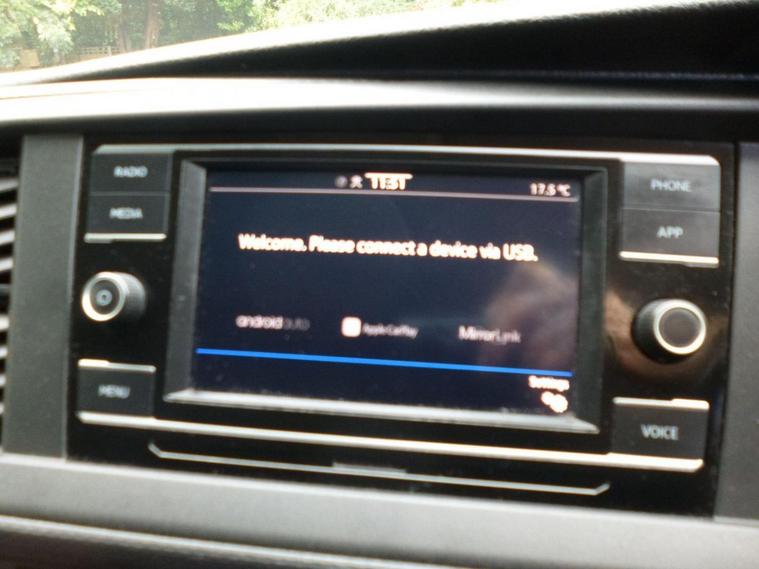 RADIO
MEDIA
MENU
11:51
17.5 °C
Welcome. Please connect a device via USB.
androidauto
Apple CarPlay
MirrorLink
Settings
PHONE
APP
VOICE